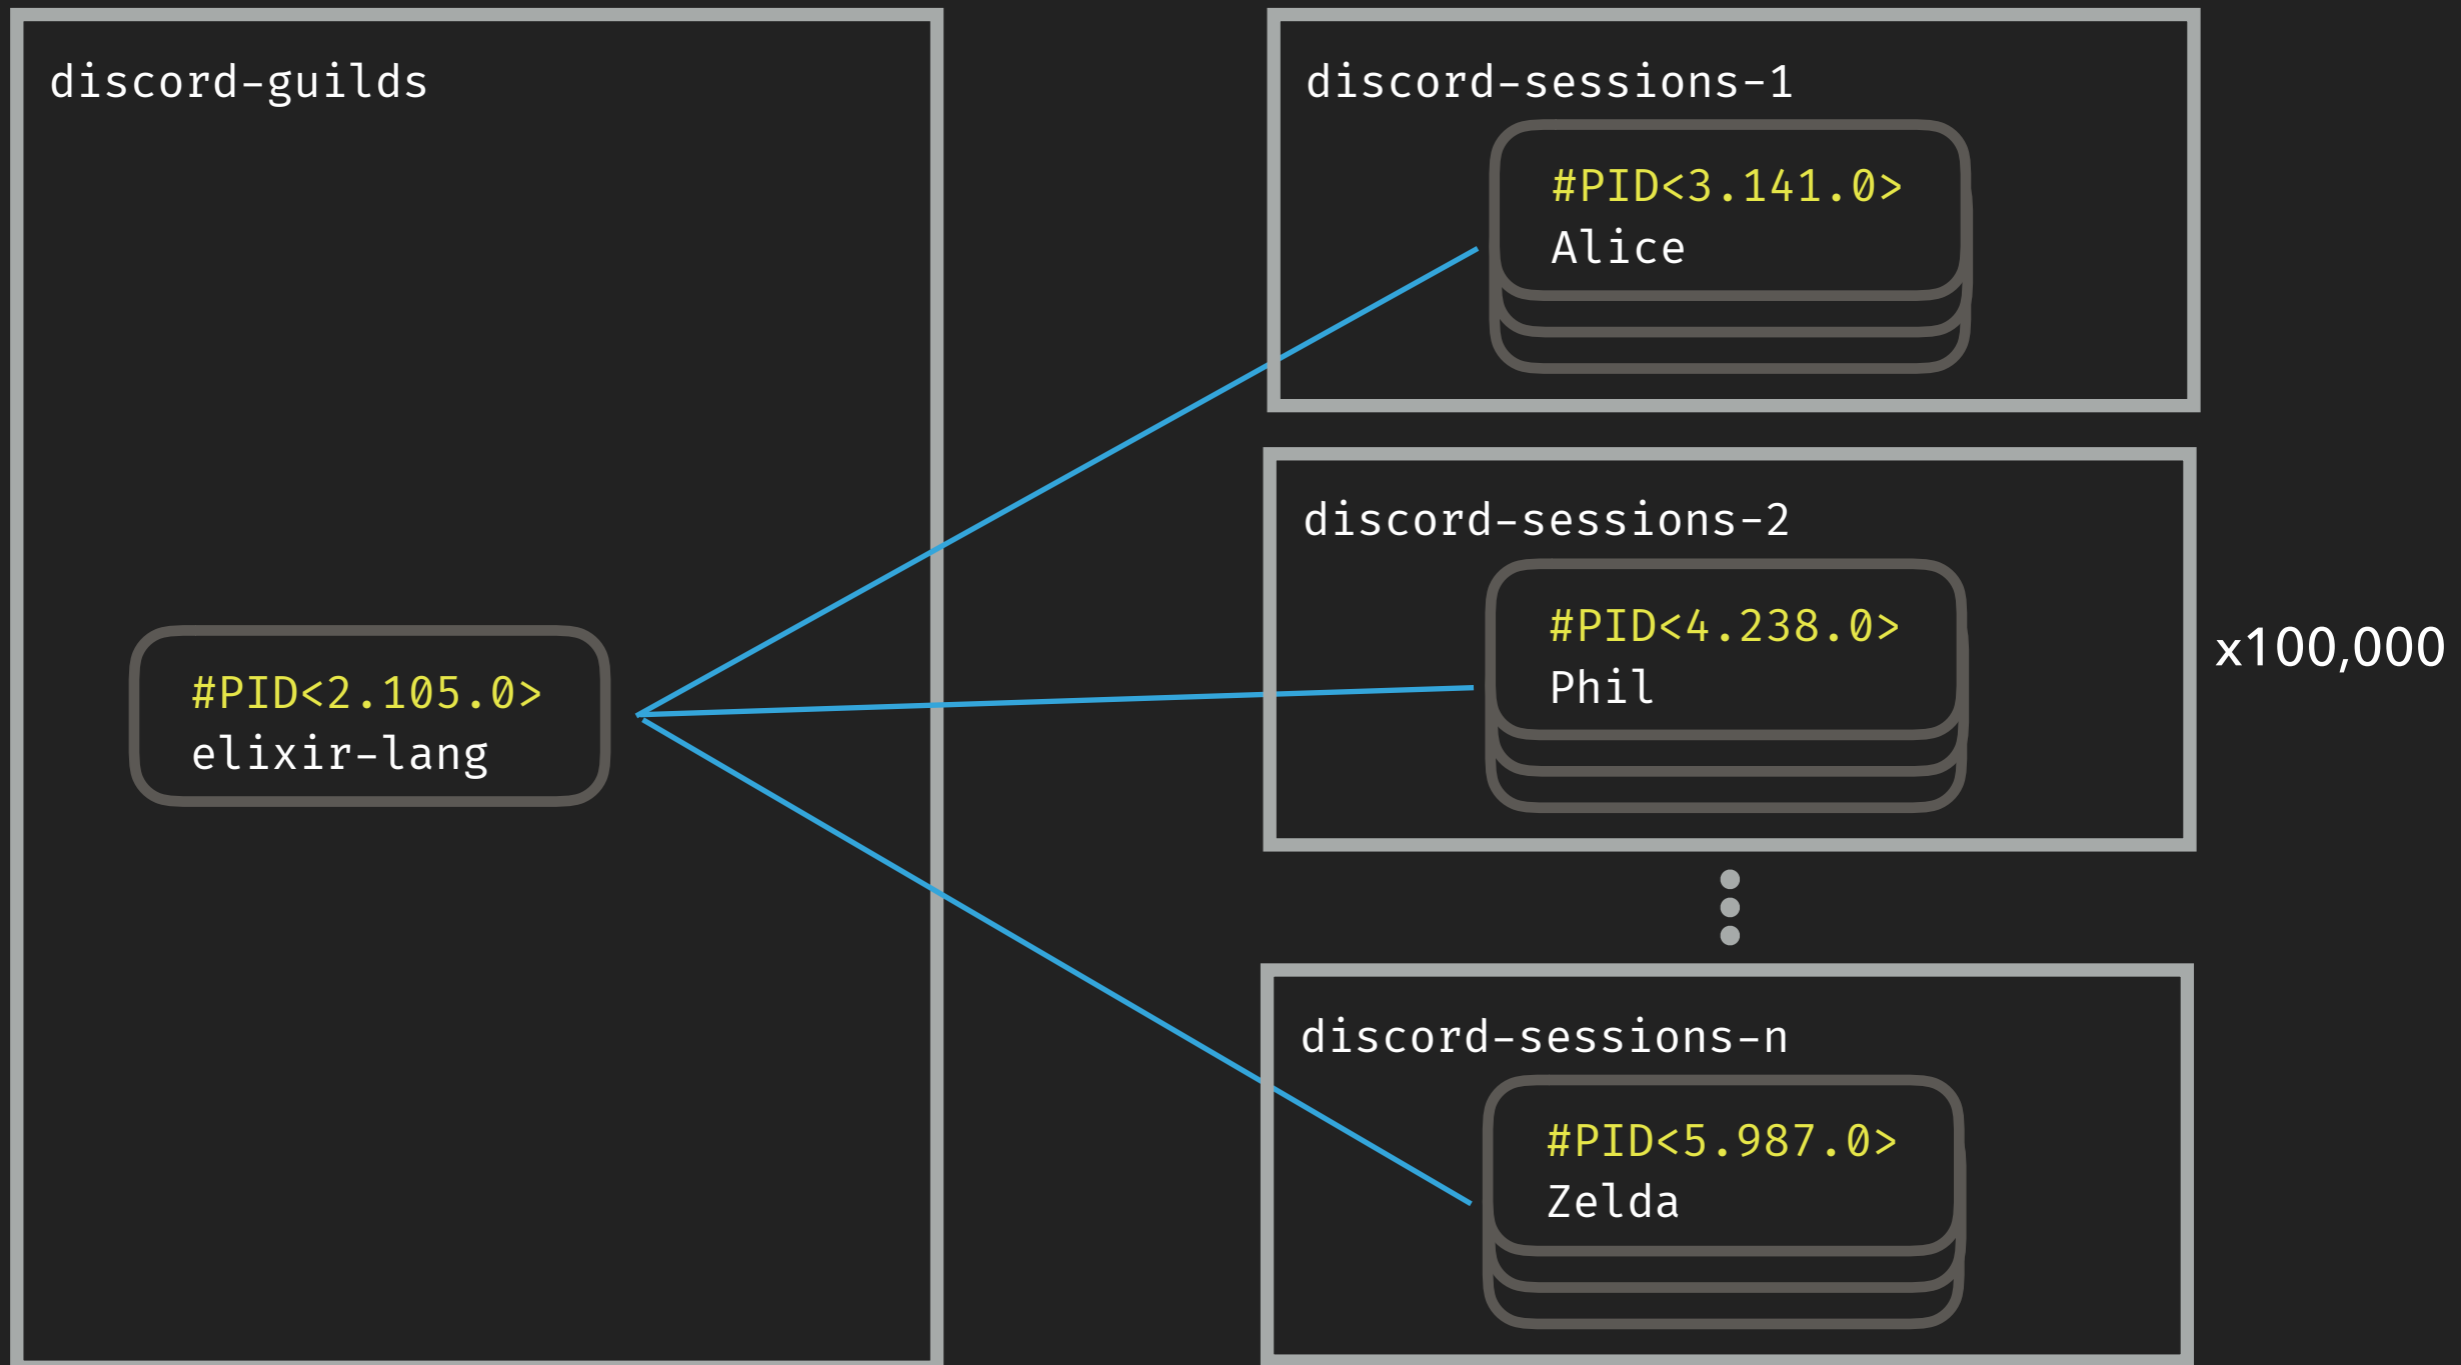 discord-guilds
#PID<2.105.0>
elixir-lang
discord-sessions-1
#PID<3.141.0>
Alice
discord-sessions-2
#PID<4.238.0>
Phil
x100,000
discord-sessions-n
#PID<5.987.0>
Zelda